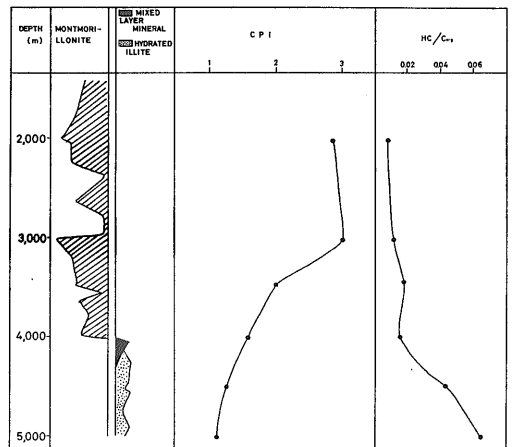 DEPTH
(m)
MONTMORI-
LLONITE
MIXED
LAYER
MINERAL
HYDRATED
ILLITE
C P I
1 2 3
HC/Corg
0.02 0.04 0.06
2,000
3,000
4,000
5,000